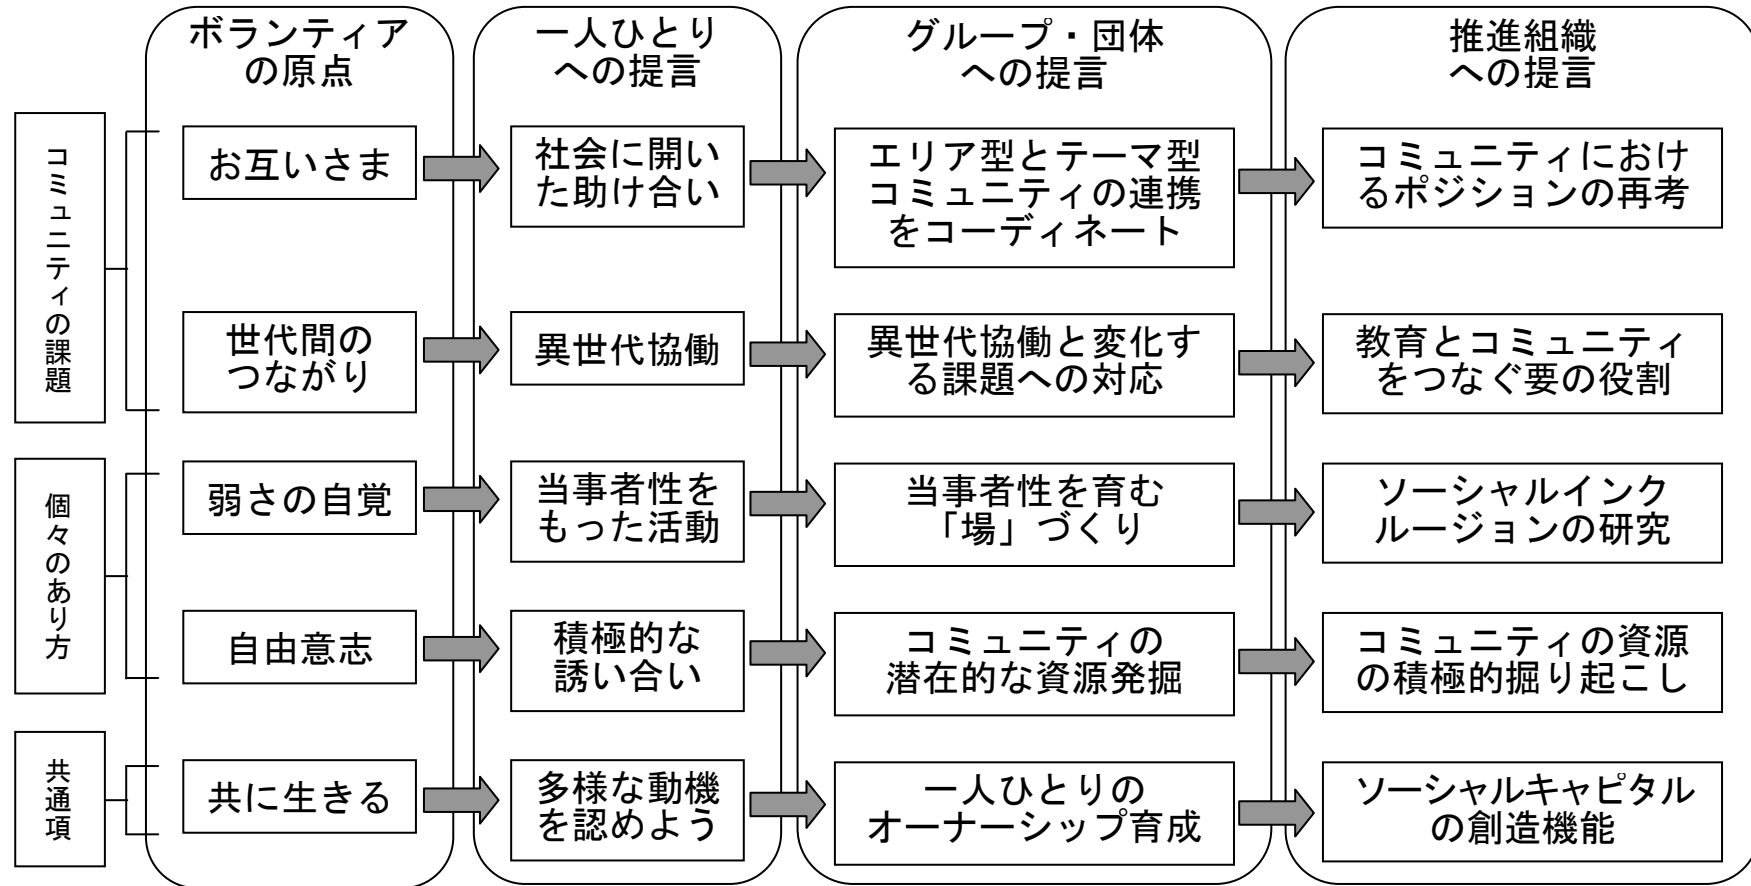 ボランティア
の原点
一人ひとり
への提言
グループ・団体
への提言
推進組織
への提言
コミュニティの課題
お互いさま
社会に開い
た助け合い
エリア型とテーマ型
コミュニティの連携
をコーディネート
コミュニティにおけ
るポジションの再考
世代間の
つながり
異世代協働
異世代協働と変化す
る課題への対応
教育とコミュニティ
をつなぐ要の役割
個々のあり方
弱さの自覚
当事者性を
もった活動
当事者性を育む
「場」づくり
ソーシャルインク
ルージョンの研究
自由意志
積極的な
誘い合い
コミュニティの
潜在的な資源発掘
コミュニティの資源
の積極的掘り起こし
共通項
共に生きる
多様な動機
を認めよう
一人ひとりの
オーナーシップ育成
ソーシャルキャピタル
の創造機能